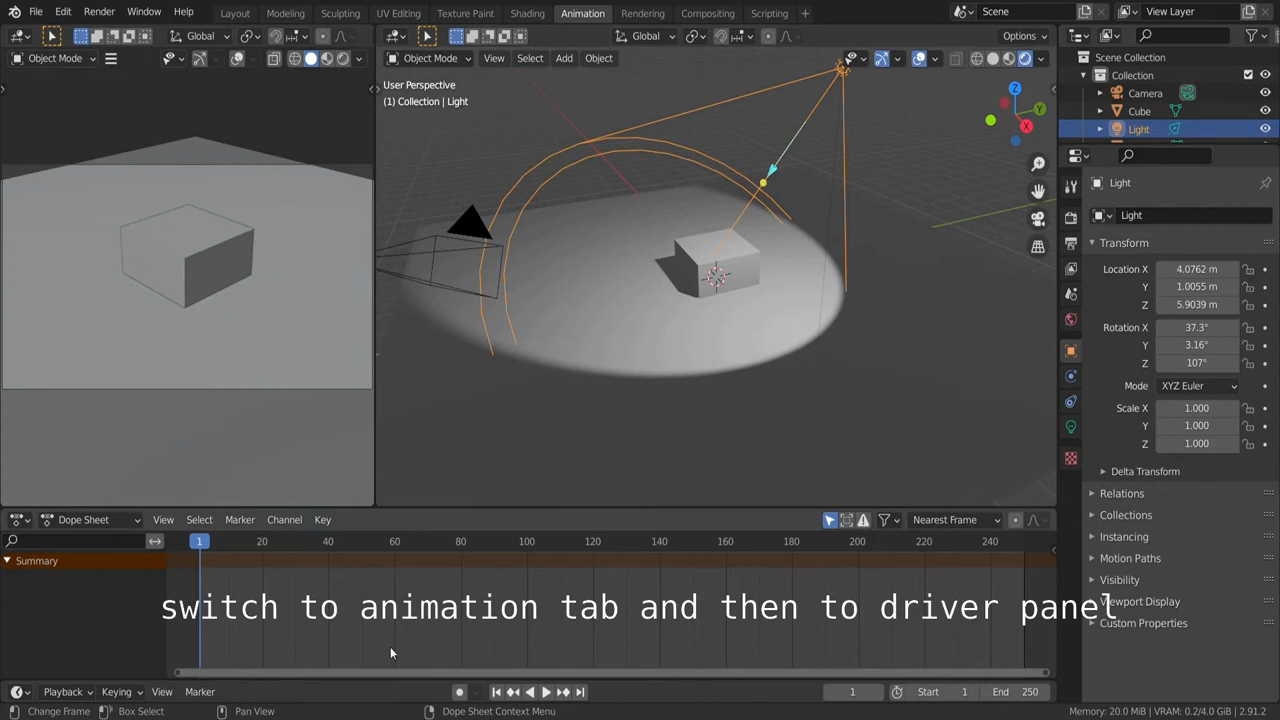 File Edit Render Window Help
Layout Modeling Sculpting UV Editing Texture Paint Shading Animation Rendering Compositing Scripting +
Scene
View Layer
Global
Global
Options
Object Mode
Object Mode View Select Add Object
User Perspective
(1) Collection | Light
Z
Y
X
Scene Collection
Collection
Camera
Cube
Light
Light
Light
Transform
Location X 4.0762 m
Y 1.0055 m
Z 5.9039 m
Rotation X 37.3°
Y 3.16°
Z 107°
Mode XYZ Euler
Scale X 1.000
Y 1.000
Z 1.000
Delta Transform
Relations
Collections
Instancing
Motion Paths
Visibility
Viewport Display
Custom Properties
Dope Sheet View Select Marker Channel Key
Nearest Frame
1 20 40 60 80 100 120 140 160 180 200 220 240
Summary
switch to animation tab and then to driver panel
Playback Keying View Marker
1 Start 1 End 250
Change Frame Box Select Pan View Dope Sheet Context Menu
Memory: 20.0 MiB | VRAM: 0.2/4.0 GiB | 2.91.2